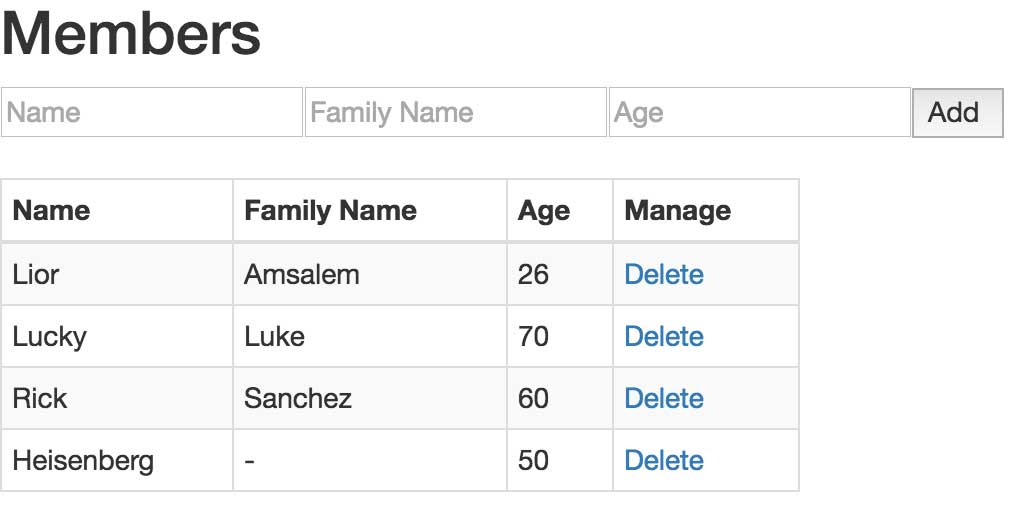 Members
Name Family Name Age Add
Name Family Name Age Manage
Lior Amsalem 26 Delete
Lucky Luke 70 Delete
Rick Sanchez 60 Delete
Heisenberg - 50 Delete